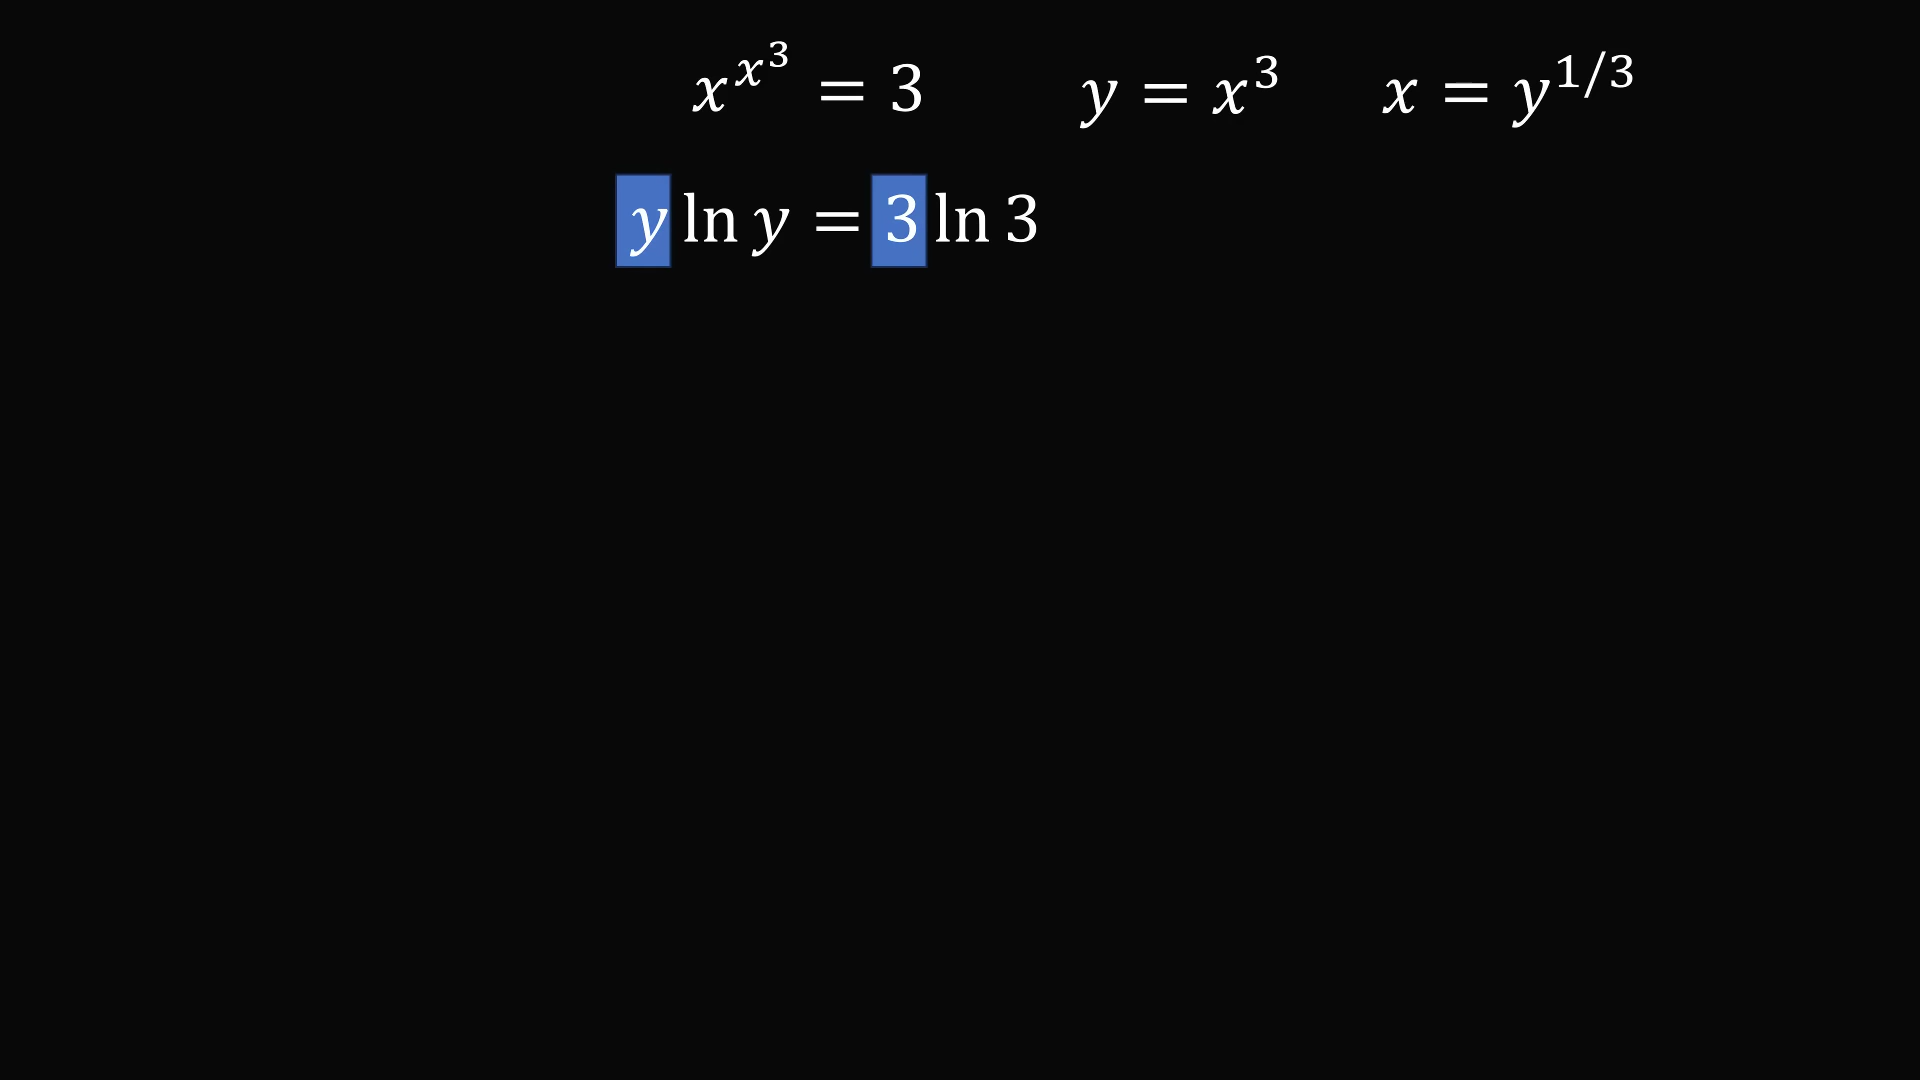 x^{x^3} = 3 y = x^3 x = y^{1/3}
y ln y = 3 ln 3